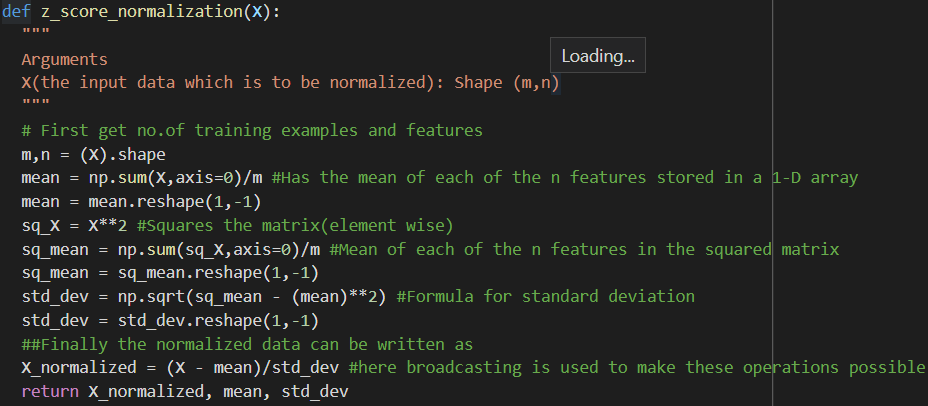 def z_score_normalization(X):
"""
Arguments
Loading...
X(the input data which is to be normalized): Shape (m,n)
"""
# First get no.of training examples and features
m,n = (X).shape
mean = np.sum(X,axis=0)/m #Has the mean of each of the n features stored in a 1-D array
mean = mean.reshape(1,-1)
sq_X = X**2 #Squares the matrix(element wise)
sq_mean = np.sum(sq_X,axis=0)/m #Mean of each of the n features in the squared matrix
sq_mean = sq_mean.reshape(1,-1)
std_dev = np.sqrt(sq_mean - (mean)**2) #Formula for standard deviation
std_dev = std_dev.reshape(1,-1)
##Finally the normalized data can be written as
X_normalized = (X - mean)/std_dev #here broadcasting is used to make these operations possible
return X_normalized, mean, std_dev